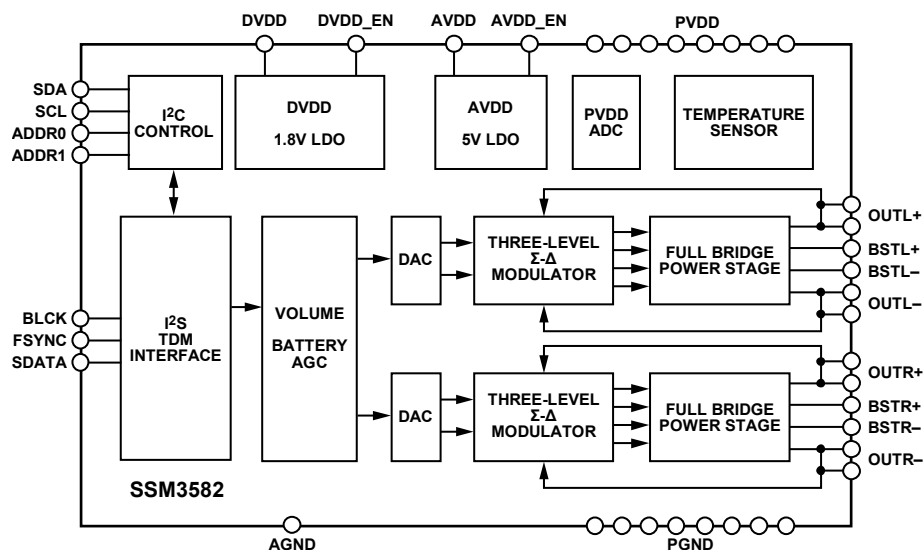 DVDD
DVDD_EN
AVDD
AVDD_EN
PVDD
SDA
SCL
ADDR0
ADDR1
I2C
CONTROL
DVDD
1.8V LDO
AVDD
5V LDO
PVDD
ADC
TEMPERATURE
SENSOR
BLCK
FSYNC
SDATA
I2S
TDM
INTERFACE
VOLUME
BATTERY
AGC
DAC
THREE-LEVEL
Σ-Δ
MODULATOR
FULL BRIDGE
POWER STAGE
OUTL+
BSTL+
BSTL–
OUTL–
DAC
THREE-LEVEL
Σ-Δ
MODULATOR
FULL BRIDGE
POWER STAGE
OUTR+
BSTR+
BSTR–
OUTR–
SSM3582
AGND
PGND